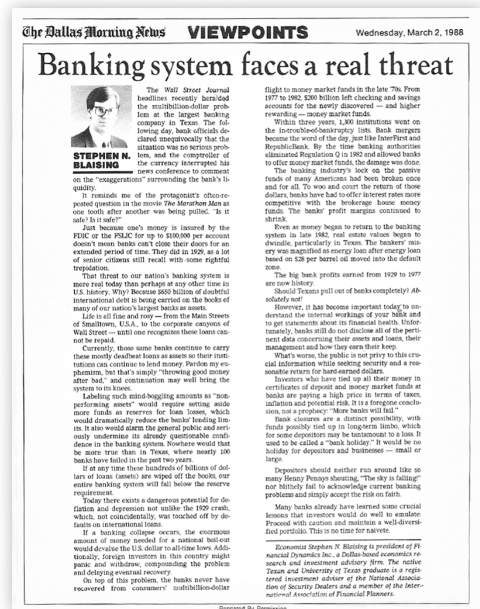 The Dallas Morning News
VIEWPOINTS
Wednesday, March 2, 1988
Banking system faces a real threat
STEPHEN N.
BLAISING
The Wall Street Journal
headlines recently heralded
the multibillion-dollar prob-
lem at the largest banking
company in Texas. The fol-
lowing day, bank officials de-
clared unequivocally that the
situation was no serious prob-
lem, and the comptroller of
the currency interrupted his
news conference to comment
on the "exaggerations" surrounding the bank's li-
quidity.
It reminds me of the protagonist's often-re-
peated question in the movie The Marathon Man as
one tooth after another was being pulled. "Is it
safe? Is it safe?"
Just because one's money is insured by the
FDIC or the FSLIC for up to $100,000 per account
doesn't mean banks can't close their doors for an
extended period of time. They did in 1929, as a lot
of senior citizens still recall with some rightful
trepidation.
That threat to our nation's banking system is
more real today than perhaps at any other time in
U.S. history. Why? Because $650 billion of doubtful
international debt is being carried on the books of
many of our nation's largest banks as assets.
Life is all fine and rosy — from the Main Streets
of Smalltown, U.S.A., to the corporate canyons of
Wall Street — until one recognizes these loans can-
not be repaid.
Currently, those same banks continue to carry
these mostly deadbeat loans as assets so their insti-
tutions can continue to lend money. Pardon my eu-
phemism, but that's simply "throwing good money
after bad," and continuation may well bring the
system to its knees.
Labeling such mind-boggling amounts as "non-
performing assets" would require setting aside
more funds as reserves for loan losses, which
would dramatically reduce the banks' lending lim-
its. It also would alarm the general public and seri-
ously undermine its already questionable confi-
dence in the banking system. Nowhere would that
be more true than in Texas, where nearly 100
banks have failed in the past two years.
If at any time these hundreds of billions of dol-
lars of loans (assets) are wiped off the books, our
entire banking system will fall below the reserve
requirement.
Today there exists a dangerous potential for de-
flation and depression not unlike the 1929 crash,
which, not coincidentally, was touched off by de-
faults on international loans.
If a banking collapse occurs, the enormous
amount of money needed for a national bail-out
would devalue the U.S. dollar to all-time lows. Addi-
tionally, foreign investors in this country might
panic and withdraw, compounding the problem
and delaying eventual recovery.
On top of this problem, the banks never have
recovered from consumers' multibillion-dollar
flight to money market funds in the late '70s. From
1977 to 1982, $200 billion left checking and savings
accounts for the newly discovered — and higher
rewarding — money market funds.
Within three years, 1,100 institutions went on
the in-trouble-of-bankruptcy lists. Bank mergers
became the word of the day, just like InterFirst and
RepublicBank. By the time banking authorities
eliminated Regulation Q in 1982 and allowed banks
to offer money market funds, the damage was done.
The banking industry's lock on the passive
funds of many Americans had been broken once
and for all. To woo and court the return of those
dollars, banks have had to offer interest rates more
competitive with the brokerage house money
funds. The banks' profit margins continued to
shrink.
Even as money began to return to the banking
system in late 1982, real estate values began to
dwindle, particularly in Texas. The bankers' mis-
ery was magnified as energy loan after energy loan
based on $28 per barrel oil moved into the default
zone.
The big bank profits earned from 1929 to 1977
are now history.
Should Texans pull out of banks completely? Ab-
solutely not!
However, it has become important today to un-
derstand the internal workings of your bank and
to get statements about its financial health. Unfor-
tunately, banks still do not disclose all of the perti-
nent data concerning their assets and loans, their
management and how they earn their keep.
What's worse, the public is not privy to this cru-
cial information while seeking security and a rea-
sonable return for hard-earned dollars.
Investors who have tied up all their money in
certificates of deposit and money market funds at
banks are paying a high price in terms of taxes,
inflation and potential risk. It is a foregone conclu-
sion, not a prophecy: "More banks will fail."
Bank closures are a distinct possibility, with
funds possibly tied up in long-term limbo, which
for some depositors may be tantamount to a loss. It
used to be called a "bank holiday." It would be no
holiday for depositors and businesses — small or
large.
Depositors should neither run around like so
many Henny Pennys shouting, "The sky is falling!"
nor blithely fail to acknowledge current banking
problems and simply accept the risk on faith.
Many banks already have learned some crucial
lessons that investors would do well to emulate:
Proceed with caution and maintain a well-diversi-
fied portfolio. This is no time for naivete.
Economist Stephen N. Blaising is president of Fi-
nancial Dynamics Inc., a Dallas-based economics re-
search and investment advisory firm. The native
Texan and University of Texas graduate is a regis-
tered investment adviser of the National Associa-
tion of Security Dealers and a member of the Inter-
national Association of Financial Planners.